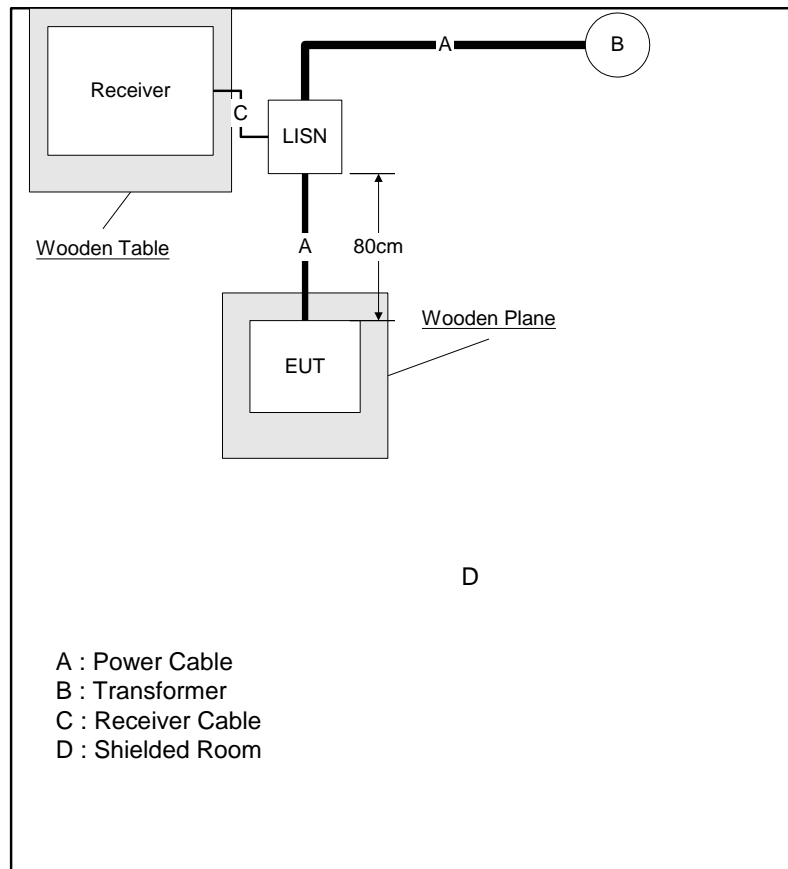 A
B
Receiver
C
LISN
Wooden Table
A
80cm
Wooden Plane
EUT
D
A : Power Cable
B : Transformer
C : Receiver Cable
D : Shielded Room